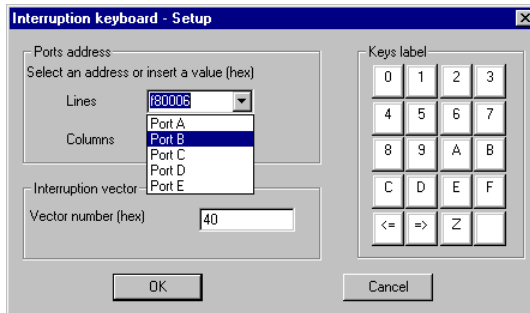 Interruption keyboard - Setup
Ports address
Select an address or insert a value (hex)
Lines
f80006
Port A
Port B
Port C
Port D
Port E
Columns
Interruption vector
Vector number (hex)
40
Keys label
0 1 2 3
4 5 6 7
8 9 A B
C D E F
<= => Z
OK
Cancel